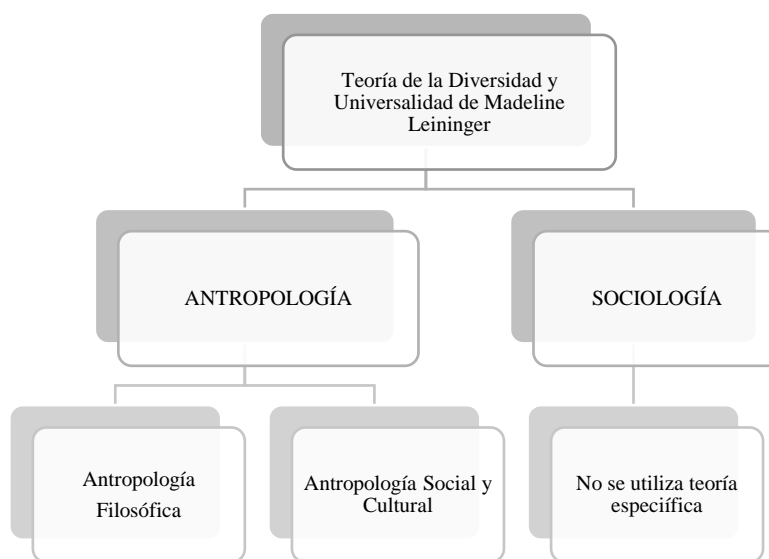 Teoría de la Diversidad y
Universalidad de Madeline
Leininger
ANTROPOLOGÍA
SOCIOLOGÍA
Antropología
Filosófica
Antropología Social y
Cultural
No se utiliza teoría
especiífica